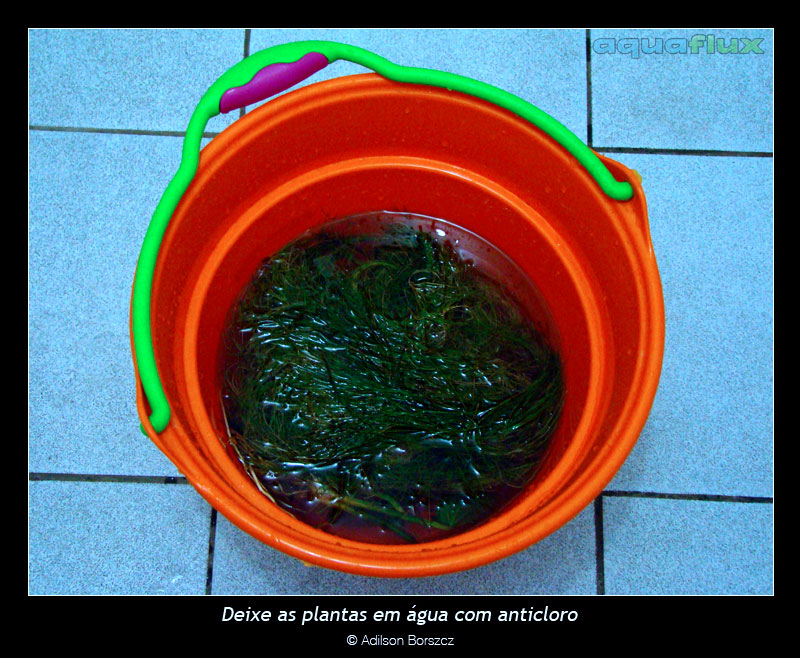 aquaflux
Deixe as plantas em água com anticloro
© Adilson Borszcz